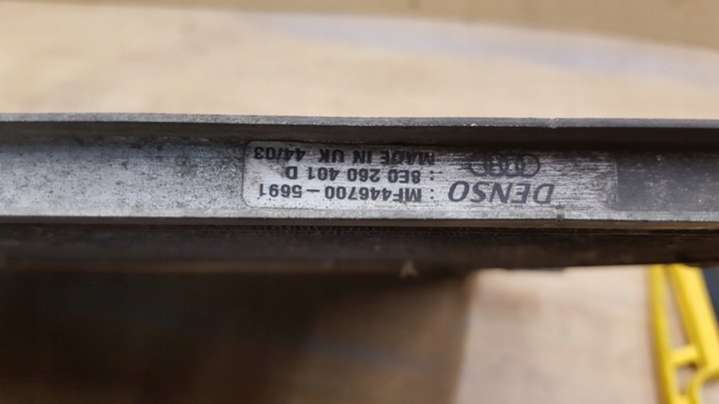 DENSO : MF446700-5691
: 8E0 260 401 D
MADE IN UK 44/03